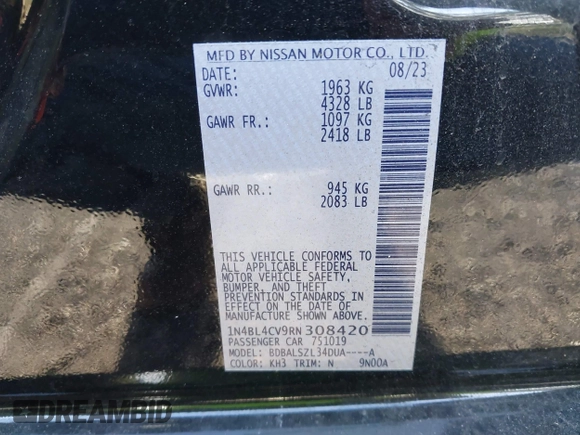 MFD BY NISSAN MOTOR CO., LTD.
DATE: 08/23
GVWR: 1963 KG
4328 LB
GAWR FR.: 1097 KG
2418 LB
GAWR RR.: 945 KG
2083 LB
THIS VEHICLE CONFORMS TO
ALL APPLICABLE FEDERAL
MOTOR VEHICLE SAFETY,
BUMPER, AND THEFT
PREVENTION STANDARDS IN
EFFECT ON THE DATE OF
MANUFACTURE SHOWN ABOVE.
1N4BL4CV9RN308420
PASSENGER CAR 751019
MODEL: BDBALSZL34DUA----A
COLOR: KH3 TRIM: N 9N00A
DREAMBID